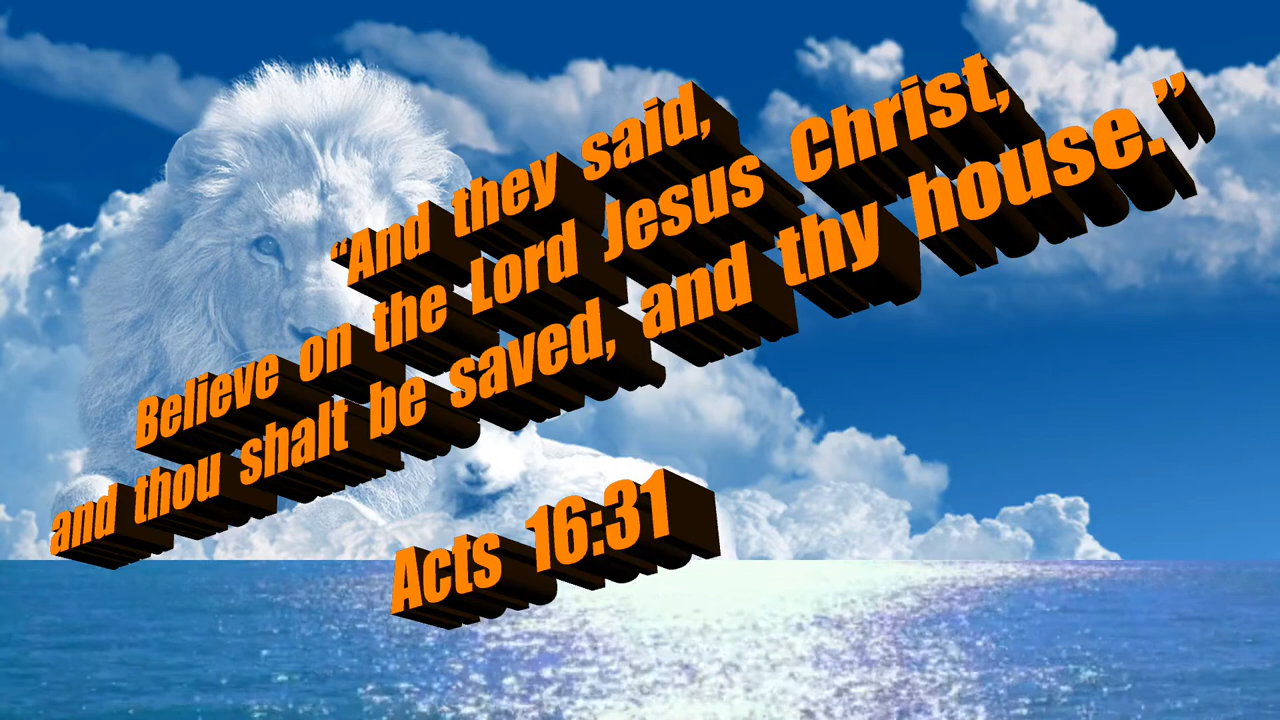 “And they said,
Believe on the Lord Jesus Christ,
and thou shalt be saved, and thy house.”
Acts 16:31